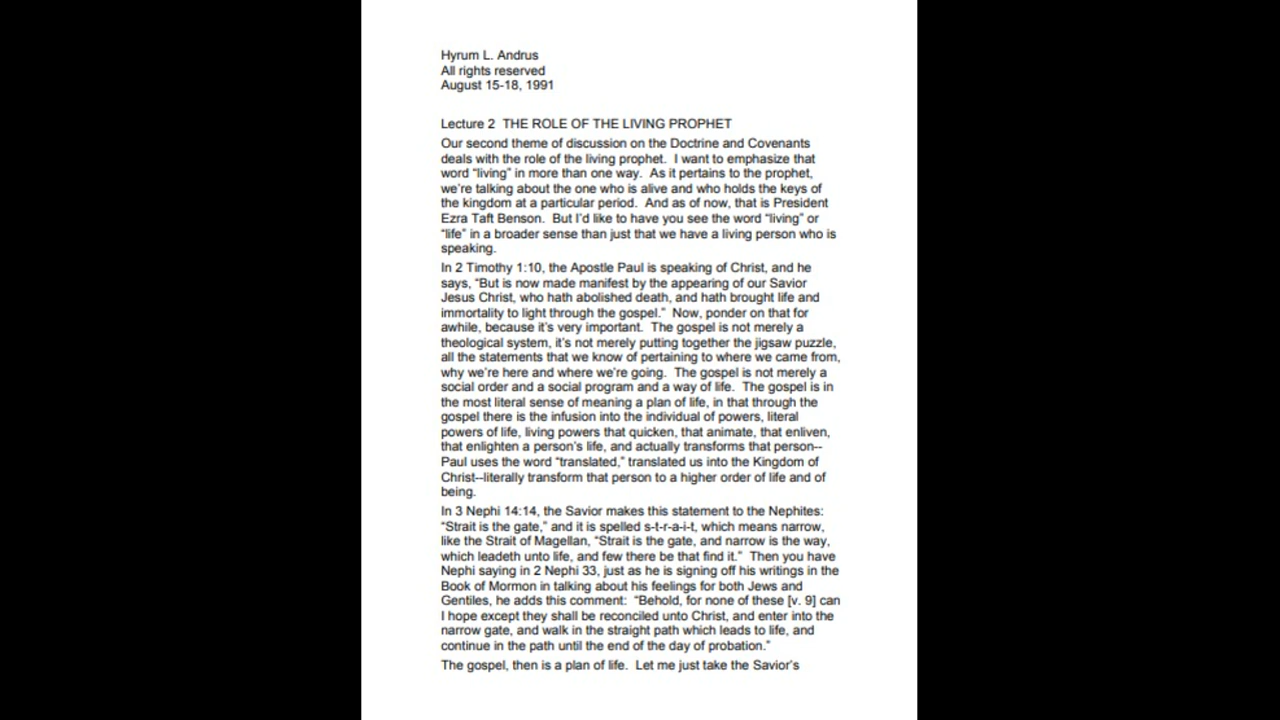 Hyrum L. Andrus
All rights reserved
August 15-18, 1991
Lecture 2  THE ROLE OF THE LIVING PROPHET
Our second theme of discussion on the Doctrine and Covenants
deals with the role of the living prophet.  I want to emphasize that
word “living” in more than one way.  As it pertains to the prophet,
we’re talking about the one who is alive and who holds the keys of
the kingdom at a particular period.  And as of now, that is President
Ezra Taft Benson.  But I’d like to have you see the word “living” or
“life” in a broader sense than just that we have a living person who is
speaking.
In 2 Timothy 1:10, the Apostle Paul is speaking of Christ, and he
says, “But is now made manifest by the appearing of our Savior
Jesus Christ, who hath abolished death, and hath brought life and
immortality to light through the gospel.”  Now, ponder on that for
awhile, because it’s very important.  The gospel is not merely a
theological system, it’s not merely putting together the jigsaw puzzle,
all the statements that we know of pertaining to where we came from,
why we’re here and where we’re going.  The gospel is not merely a
social order and a social program and a way of life.  The gospel is in
the most literal sense of meaning a plan of life, in that through the
gospel there is the infusion into the individual of powers, literal
powers of life, living powers that quicken, that animate, that enliven,
that enlighten a person’s life, and actually transforms that person--
Paul uses the word “translated,” translated us into the Kingdom of
Christ--literally transform that person to a higher order of life and of
being.
In 3 Nephi 14:14, the Savior makes this statement to the Nephites:
“Strait is the gate,” and it is spelled s-t-r-a-i-t, which means narrow,
like the Strait of Magellan, “Strait is the gate, and narrow is the way,
which leadeth unto life, and few there be that find it.”  Then you have
Nephi saying in 2 Nephi 33, just as he is signing off his writings in the
Book of Mormon in talking about his feelings for both Jews and
Gentiles, he adds this comment:  “Behold, for none of these [v. 9] can
I hope except they shall be reconciled unto Christ, and enter into the
narrow gate, and walk in the straight path which leads to life, and
continue in the path until the end of the day of probation.”
The gospel, then is a plan of life.  Let me just take the Savior’s